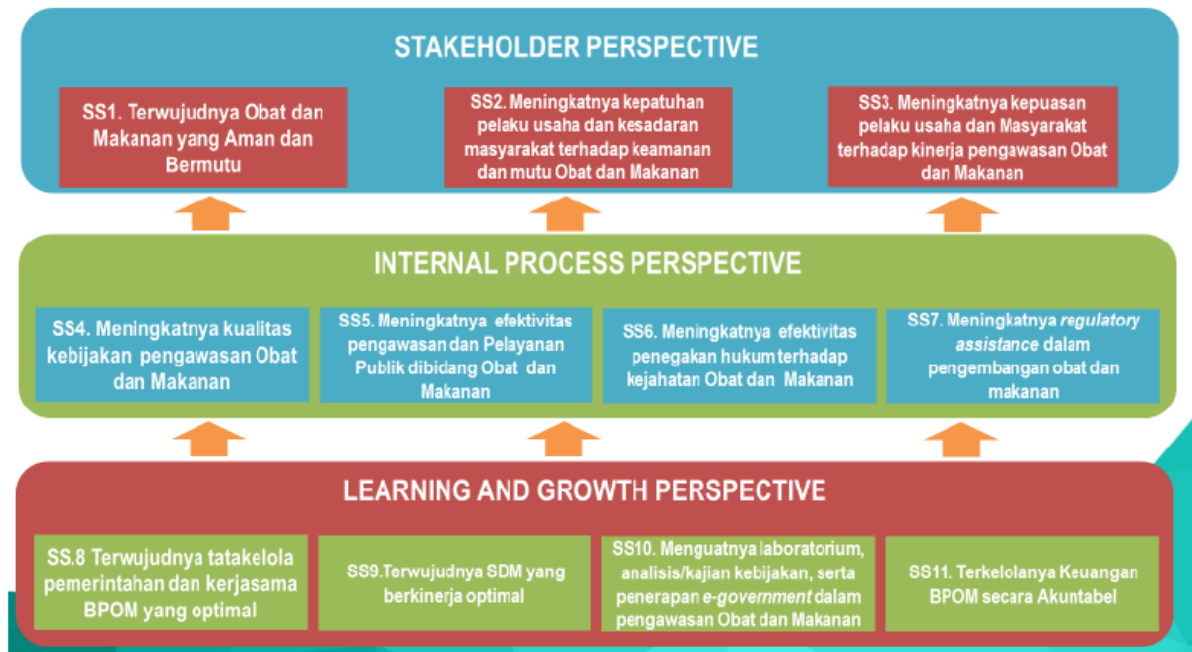 STAKEHOLDER PERSPECTIVE
SS1. Terwujudnya Obat dan
Makanan yang Aman dan
Bermutu
SS2. Meningkatnya kepatuhan
pelaku usaha dan kesadaran
masyarakat terhadap keamanan
dan mutu Obat dan Makanan
SS3. Meningkatnya kepuasan
pelaku usaha dan Masyarakat
terhadap kinerja pengawasan Obat
dan Makanan
INTERNAL PROCESS PERSPECTIVE
SS4. Meningkatnya kualitas
kebijakan pengawasan Obat
dan Makanan
SS5. Meningkatnya efektivitas
pengawasan dan Pelayanan
Publik dibidang Obat dan
Makanan
SS6. Meningkatnya efektivitas
penegakan hukum terhadap
kejahatan Obat dan Makanan
SS7. Meningkatnya regulatory
assistance dalam
pengembangan obat dan
makanan
LEARNING AND GROWTH PERSPECTIVE
SS.8 Terwujudnya tatakelola
pemerintahan dan kerjasama
BPOM yang optimal
SS9.Terwujudnya SDM yang
berkinerja optimal
SS10. Menguatnya laboratorium,
analisis/kajian kebijakan, serta
penerapan e-government dalam
pengawasan Obat dan Makanan
SS11. Terkelolanya Keuangan
BPOM secara Akuntabel